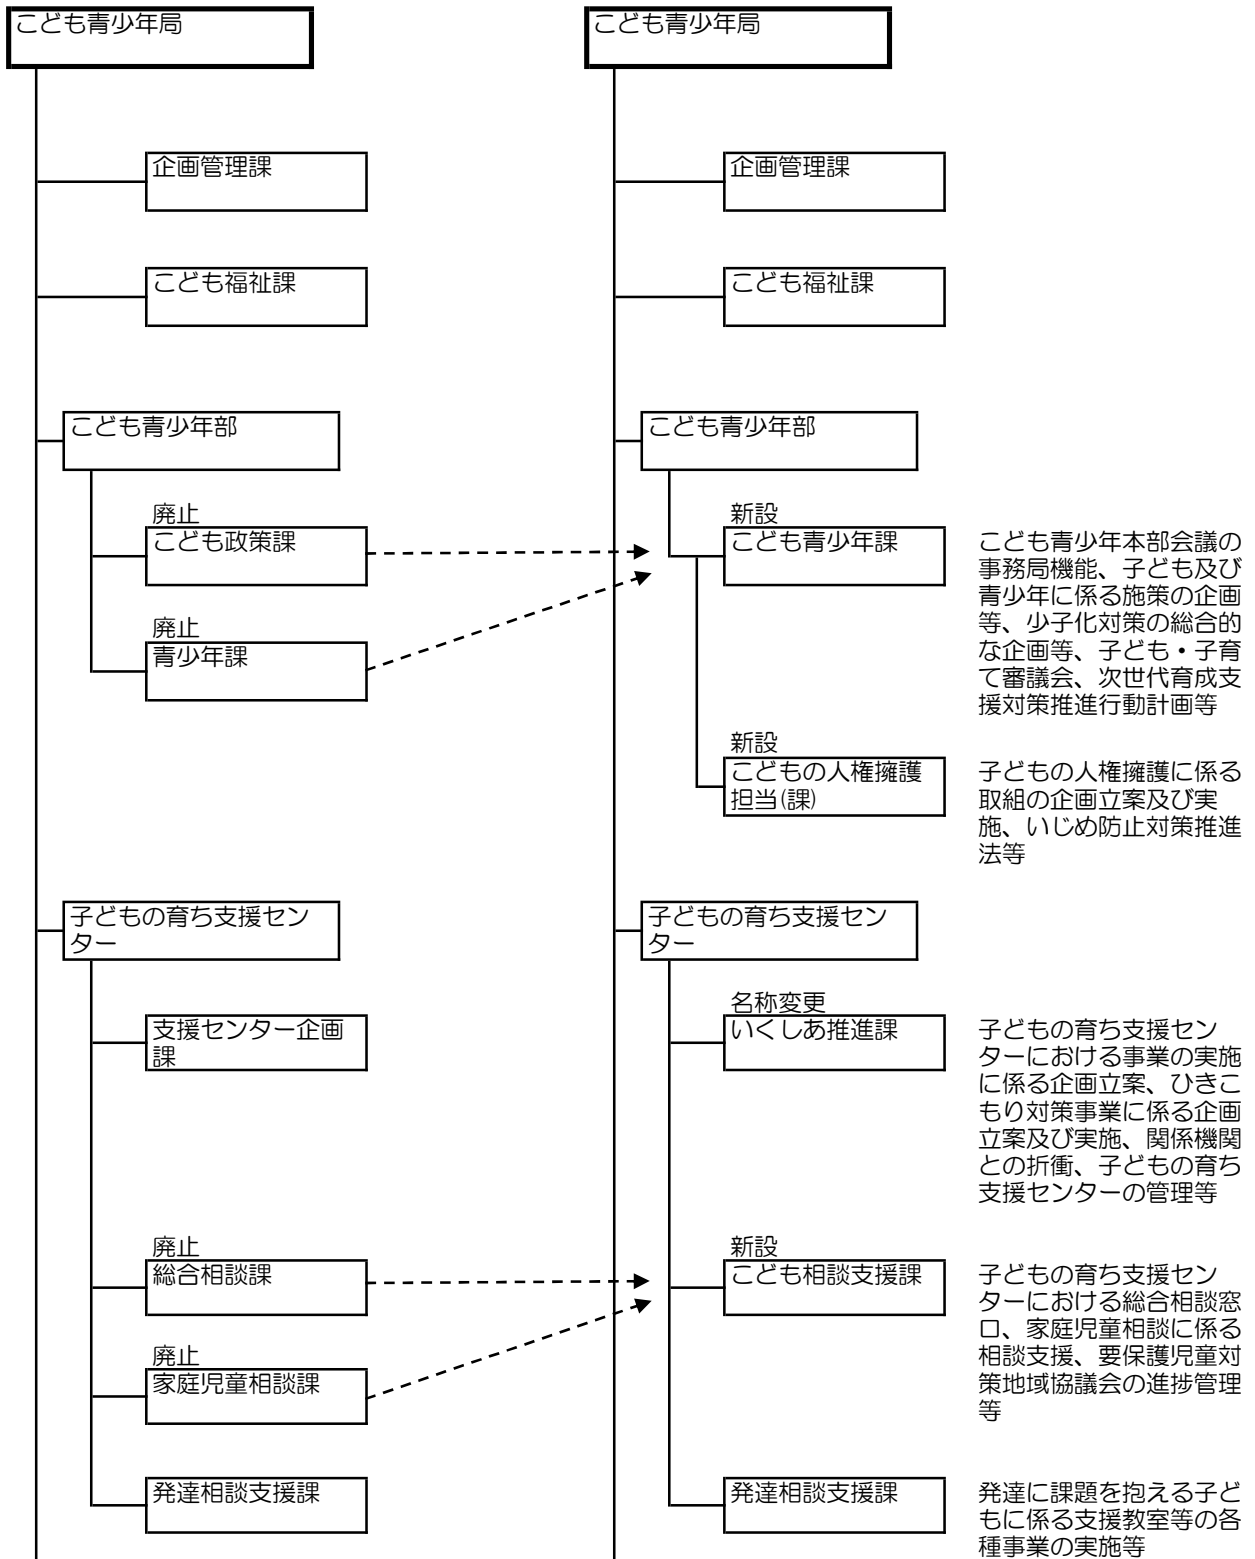 こども青少年局
こども青少年局
企画管理課
企画管理課
こども福祉課
こども福祉課
こども青少年部
こども青少年部
廃止
こども政策課
新設
こども青少年課
こども青少年本部会議の
事務局機能、子ども及び
青少年に係る施策の企画
等、少子化対策の総合的
な企画等、子ども・子育
て審議会、次世代育成支
援対策推進行動計画等
廃止
青少年課
新設
こどもの人権擁護
担当(課)
子どもの人権擁護に係る
取組の企画立案及び実
施、いじめ防止対策推進
法等
子どもの育ち支援セン
ター
子どもの育ち支援セン
ター
支援センター企画
課
名称変更
いくしあ推進課
子どもの育ち支援セン
ターにおける事業の実施
に係る企画立案、ひきこ
もり対策事業に係る企画
立案及び実施、関係機関
との折衝、子どもの育ち
支援センターの管理等
廃止
総合相談課
新設
こども相談支援課
子どもの育ち支援セン
ターにおける総合相談窓
口、家庭児童相談に係る
相談支援、要保護児童対
策地域協議会の進捗管理
等
廃止
家庭児童相談課
発達相談支援課
発達相談支援課
発達に課題を抱える子ど
もに係る支援教室等の各
種事業の実施等